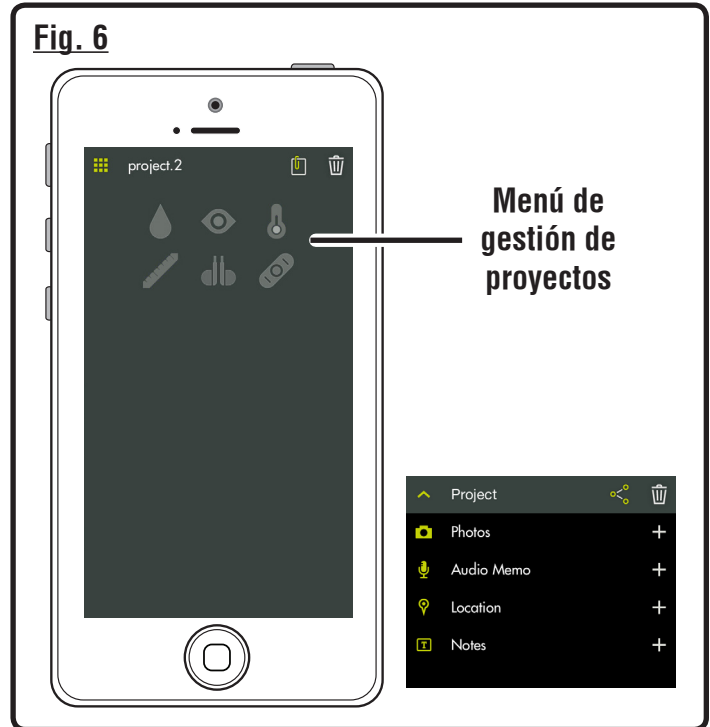 Fig. 6
project.2
Menú de
gestión de
proyectos
Project
Photos
Audio Memo
Location
T
Notes